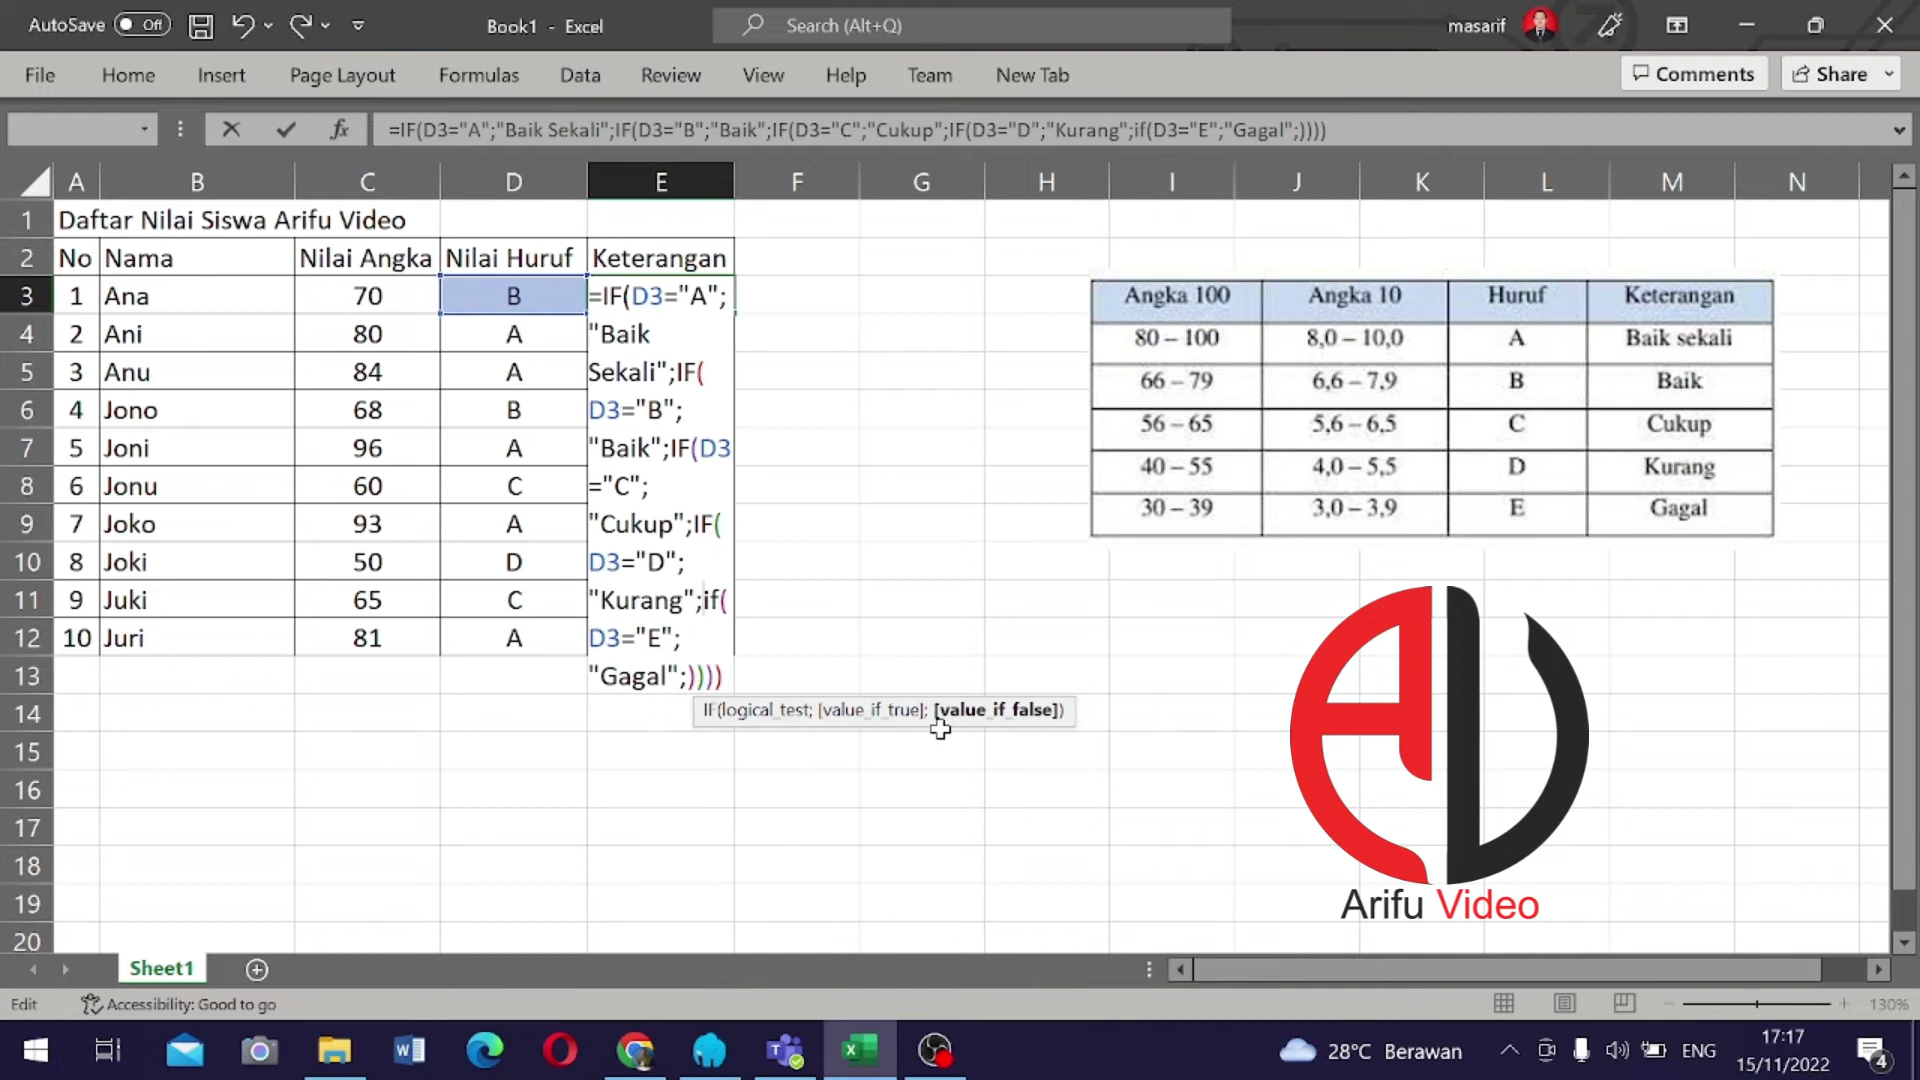 AutoSave Off Book1 - Excel Search (Alt+Q) masarif
File Home Insert Page Layout Formulas Data Review View Help Team New Tab Comments Share
fx =IF(D3="A";"Baik Sekali";IF(D3="B";"Baik";IF(D3="C";"Cukup";IF(D3="D";"Kurang";if(D3="E";"Gagal";))))
A B C D E F G H I J K L M N
1 Daftar Nilai Siswa Arifu Video
2 No Nama Nilai Angka Nilai Huruf Keterangan
3 1 Ana 70 B =IF(D3="A";
4 2 Ani 80 A "Baik
5 3 Anu 84 A Sekali";IF(
6 4 Jono 68 B D3="B";
7 5 Joni 96 A "Baik";IF(D3
8 6 Jonu 60 C ="C";
9 7 Joko 93 A "Cukup";IF(
10 8 Joki 50 D D3="D";
11 9 Juki 65 C "Kurang";if(
12 10 Juri 81 A D3="E";
13 "Gagal";))))
14 IF(logical_test; [value_if_true]; [value_if_false])
15
16
17
18
19
20
Angka 100 Angka 10 Huruf Keterangan
80 – 100 8,0 – 10,0 A Baik sekali
66 – 79 6,6 – 7,9 B Baik
56 – 65 5,6 – 6,5 C Cukup
40 – 55 4,0 – 5,5 D Kurang
30 – 39 3,0 – 3,9 E Gagal
Arifu Video
Sheet1
Edit Accessibility: Good to go 130%
28°C Berawan ENG 17:17
15/11/2022 4